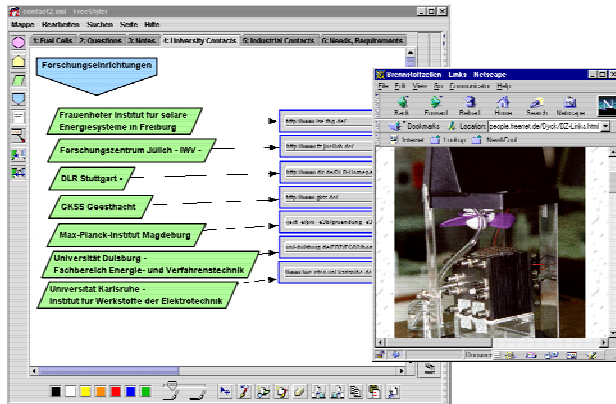 contact2.xml - FreeStyler
Mappe Bearbeiten Suchen Seite Hilfe
1: Fuel Cells 2: Questions 3: Notes 4: University Contacts 5: Industrial Contacts 6: Needs, Requirements
Forschungseinrichtungen
Frauenhofer Institut für solare
Energiesysteme in Freiburg
Forschungszentrum Jülich - IWV -
DLR Stuttgart -
GKSS Geesthacht
Max-Planck-Institut Magdeburg
Universität Duisburg -
Fachbereich Energie- und Verfahrenstechnik
Universität Karlsruhe -
Institut für Werkstoffe der Elektrotechnik
Brennstoffzellen - Links - Netscape
File Edit View Go Communicator Help
Back Forward Reload Home Search Netscape
Bookmarks Location: people.freenet.de/Dyck/BZ-Links.html
Internet Lookup New&Cool